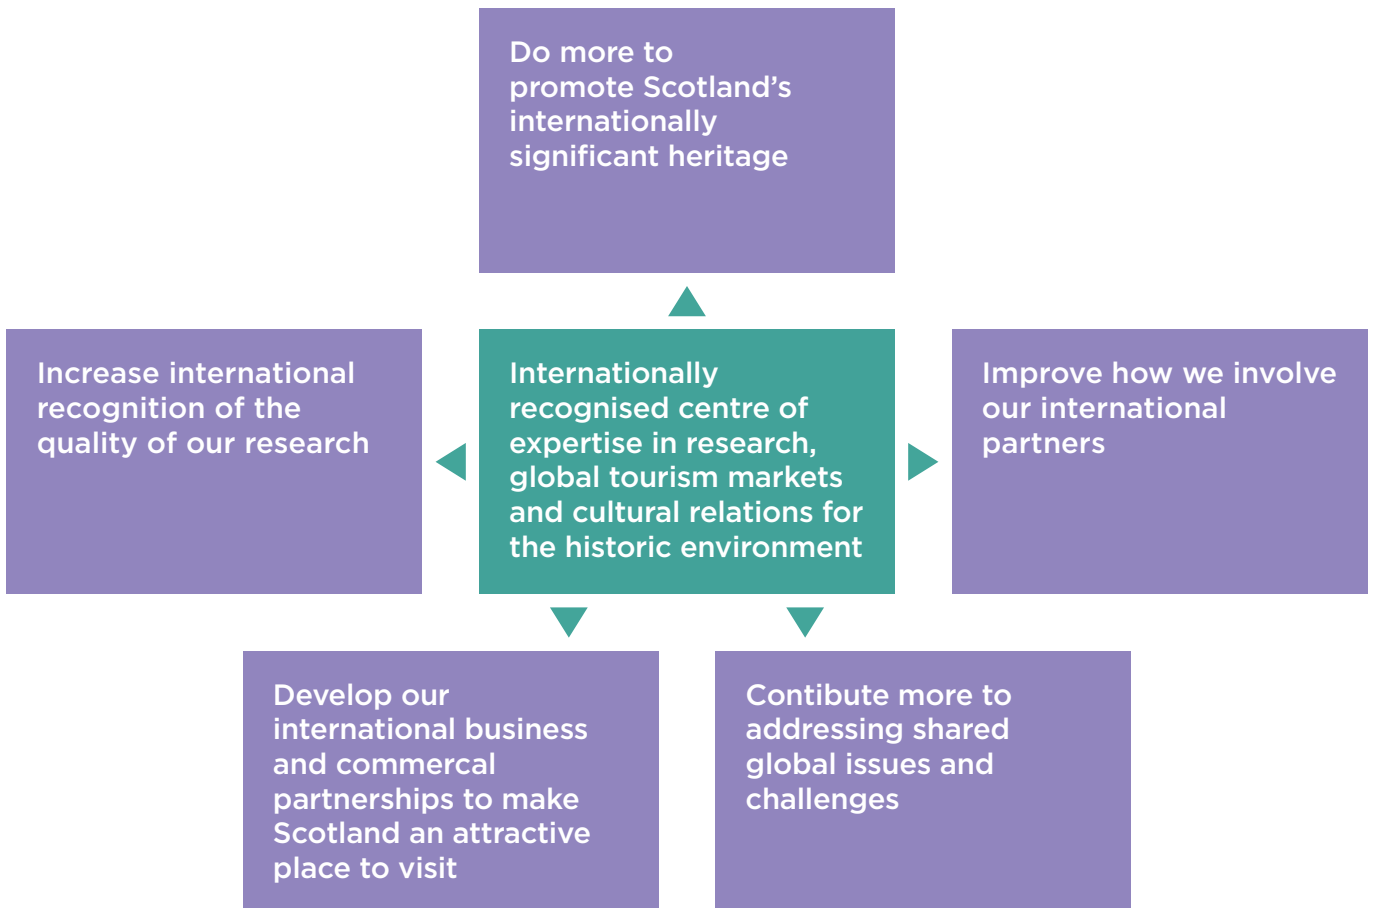 Do more to
promote Scotland’s
internationally
significant heritage
Increase international
recognition of the
quality of our research
Internationally
recognised centre of
expertise in research,
global tourism markets
and cultural relations for
the historic environment
Improve how we involve
our international
partners
Develop our
international business
and commercal
partnerships to make
Scotland an attractive
place to visit
Contibute more to
addressing shared
global issues and
challenges